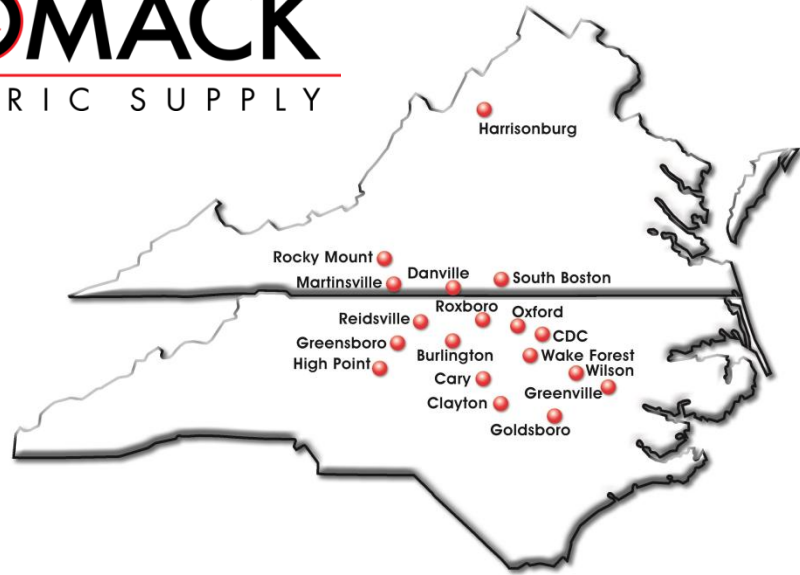 OMACK
RIC SUPPLY
Harrisonburg
Rocky Mount
Martinsville
Danville
South Boston
Roxboro
Oxford
Reidsville
CDC
Greensboro
Burlington
Wake Forest
High Point
Wilson
Cary
Greenville
Clayton
Goldsboro